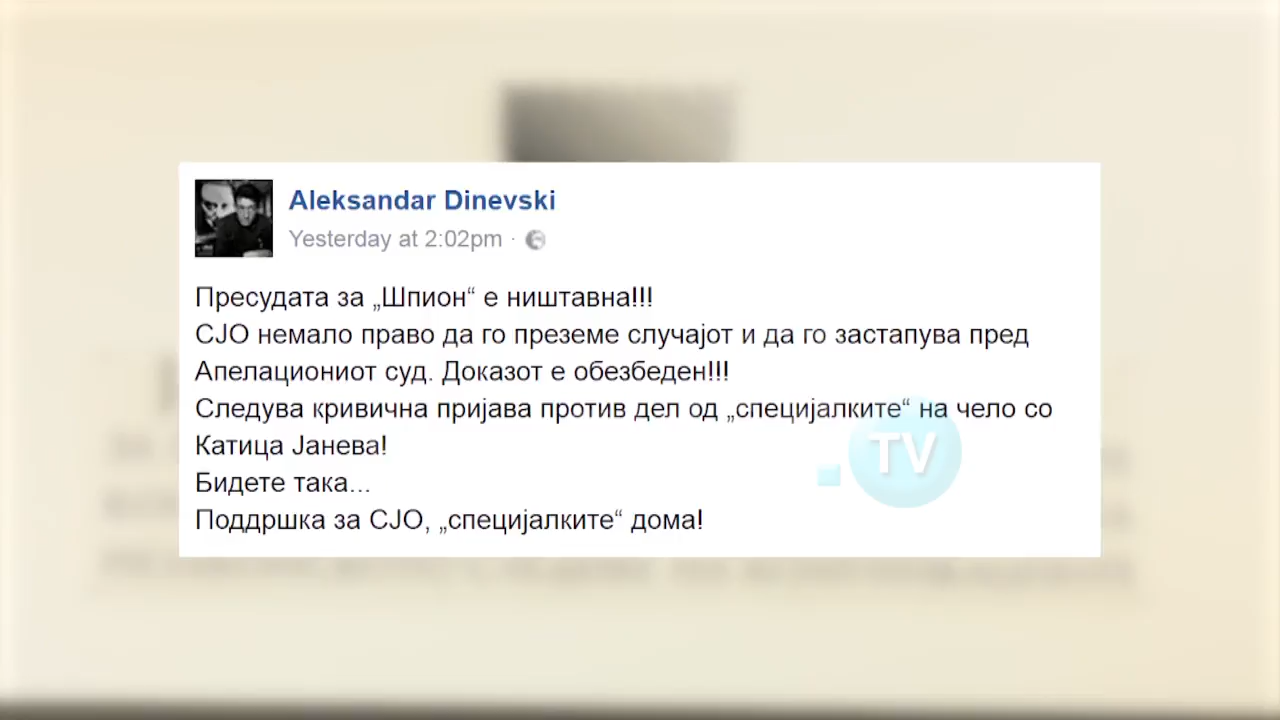 Aleksandar Dinevski
Yesterday at 2:02pm ·
Пресудата за „Шпион“ е ништавна!!!
СЈО немало право да го преземе случајот и да го застапува пред
Апелациониот суд. Доказот е обезбеден!!!
Следува кривична пријава против дел од „специјалките“ на чело со
Катица Јанева!
Бидете така...
Поддршка за СЈО, „специјалките“ дома!
TV